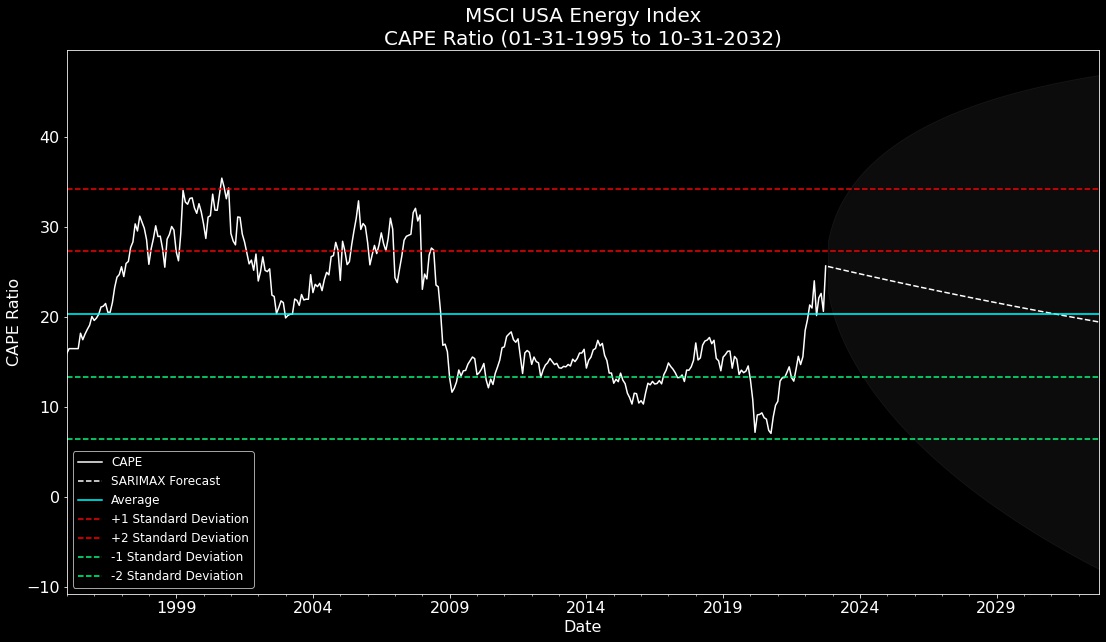 MSCI USA Energy Index
CAPE Ratio (01-31-1995 to 10-31-2032)
CAPE Ratio
40
30
20
10
0
−10
CAPE
SARIMAX Forecast
Average
+1 Standard Deviation
+2 Standard Deviation
-1 Standard Deviation
-2 Standard Deviation
1999 2004 2009 2014 2019 2024 2029
Date